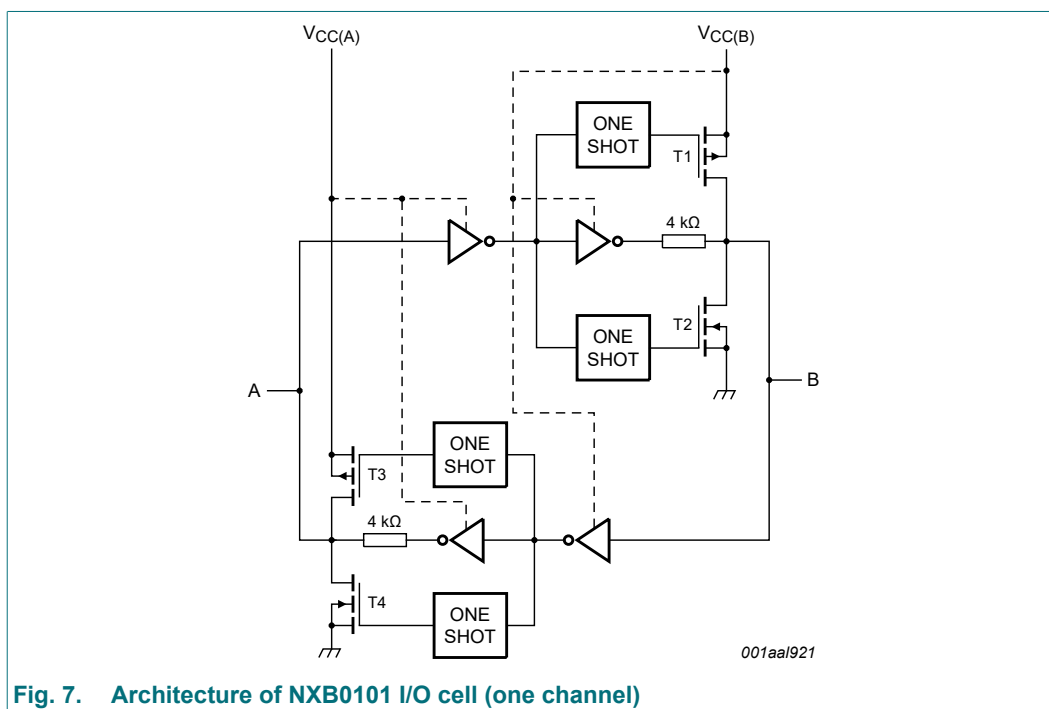 VCC(A)
VCC(B)
ONE
SHOT
T1
4 kΩ
ONE
SHOT
T2
A
B
ONE
SHOT
T3
4 kΩ
T4
ONE
SHOT
001aal921
Fig. 7. Architecture of NXB0101 I/O cell (one channel)